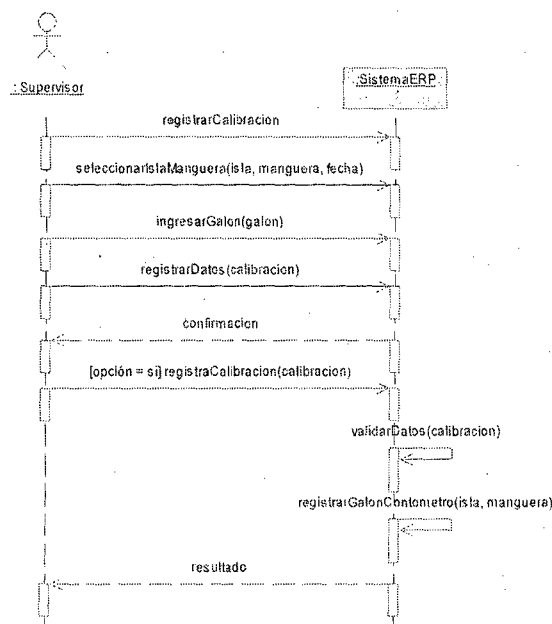 : Supervisor
:SistemaERP
registrarCalibracion
seleccionarIslaManguera(isla, manguera, fecha)
ingresarGalon(galon)
registrarDatos(calibracion)
confirmacion
[opción = si] registraCalibracion(calibracion)
validarDatos(calibracion)
registrarGalonContometro(isla, manguera)
resultado